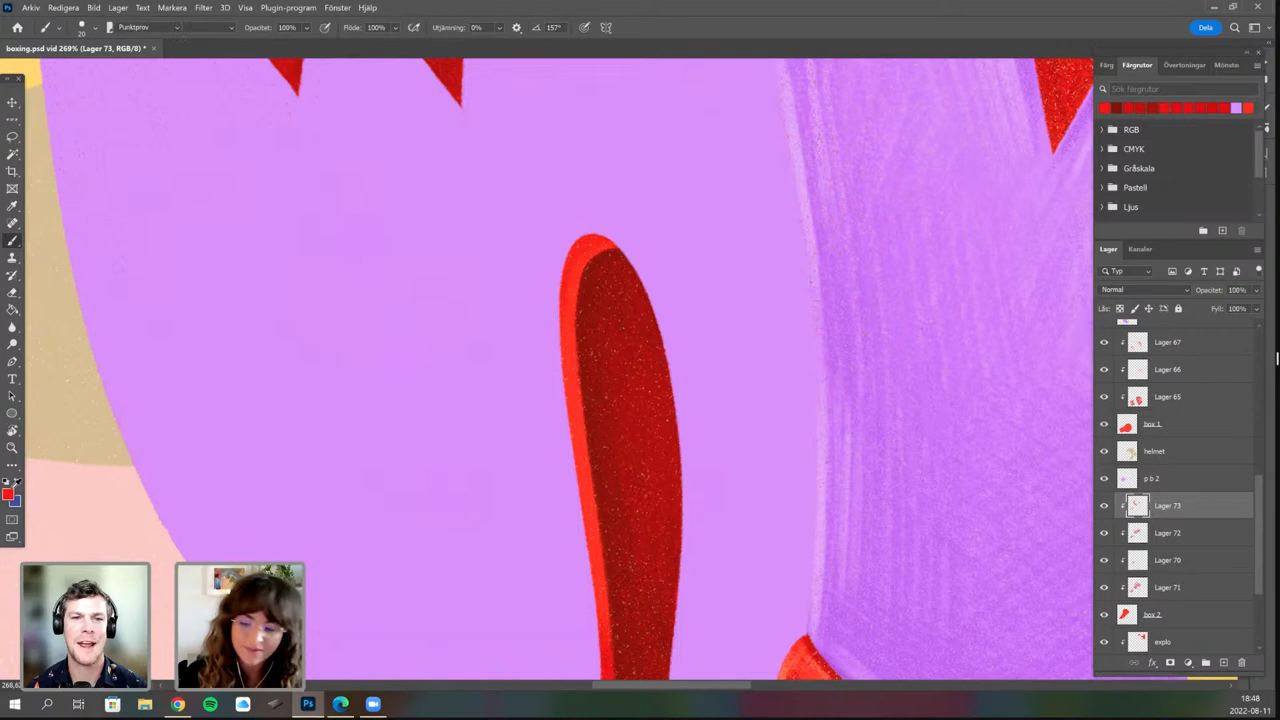 Arkiv Redigera Bild Lager Text Markera Filter 3D Visa Plugin-program Fönster Hjälp
20 Punktprov Opacitet: 100% Flöde: 100% Utjämning: 0% 157° Dela
boxing.psd vid 269% (Lager 73, RGB/8) *
Färg Färgrutor Övertoningar Mönste
Sök färgrutor
RGB
CMYK
Gråskala
Pastell
Ljus
Lager Kanaler
Typ
Normal Opacitet: 100%
Lås: Fyll: 100%
Lager 67
Lager 66
Lager 65
box 1
helmet
p b 2
Lager 73
Lager 72
Lager 70
Lager 71
box 2
explo
fx
18:48
2022-08-11